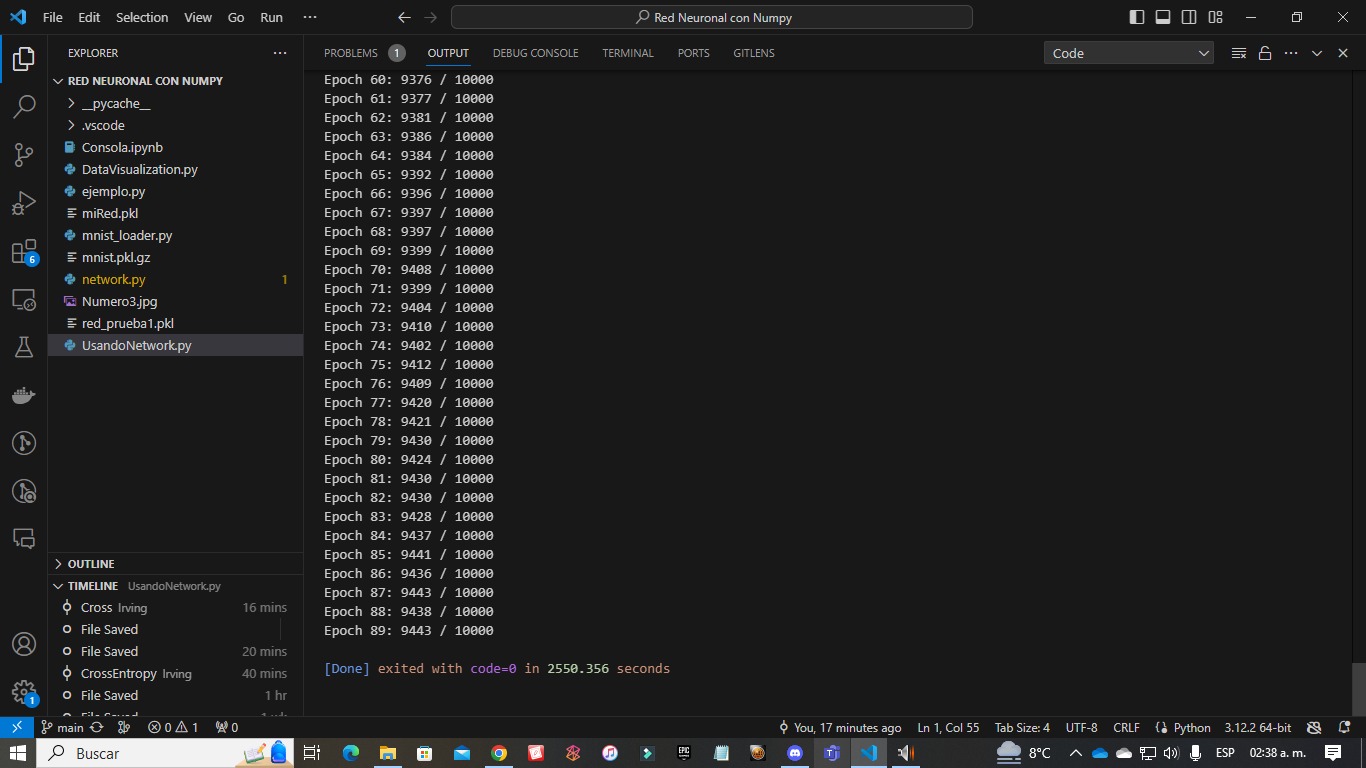 File Edit Selection View Go Run ··· Red Neuronal con Numpy
EXPLORER ···
RED NEURONAL CON NUMPY
__pycache__
.vscode
Consola.ipynb
DataVisualization.py
ejemplo.py
miRed.pkl
mnist_loader.py
mnist.pkl.gz
network.py 1
Numero3.jpg
red_prueba1.pkl
UsandoNetwork.py
OUTLINE
TIMELINE UsandoNetwork.py
Cross Irving 16 mins
File Saved
File Saved 20 mins
CrossEntropy Irving 40 mins
File Saved 1 hr
6
1
PROBLEMS 1 OUTPUT DEBUG CONSOLE TERMINAL PORTS GITLENS Code
Epoch 60: 9376 / 10000
Epoch 61: 9377 / 10000
Epoch 62: 9381 / 10000
Epoch 63: 9386 / 10000
Epoch 64: 9384 / 10000
Epoch 65: 9392 / 10000
Epoch 66: 9396 / 10000
Epoch 67: 9397 / 10000
Epoch 68: 9397 / 10000
Epoch 69: 9399 / 10000
Epoch 70: 9408 / 10000
Epoch 71: 9399 / 10000
Epoch 72: 9404 / 10000
Epoch 73: 9410 / 10000
Epoch 74: 9402 / 10000
Epoch 75: 9412 / 10000
Epoch 76: 9409 / 10000
Epoch 77: 9420 / 10000
Epoch 78: 9421 / 10000
Epoch 79: 9430 / 10000
Epoch 80: 9424 / 10000
Epoch 81: 9430 / 10000
Epoch 82: 9430 / 10000
Epoch 83: 9428 / 10000
Epoch 84: 9437 / 10000
Epoch 85: 9441 / 10000
Epoch 86: 9436 / 10000
Epoch 87: 9443 / 10000
Epoch 88: 9438 / 10000
Epoch 89: 9443 / 10000
[Done] exited with code=0 in 2550.356 seconds
main 0 1 0 You, 17 minutes ago Ln 1, Col 55 Tab Size: 4 UTF-8 CRLF Python 3.12.2 64-bit
Buscar EPIC 8°C ESP 02:38 a. m.